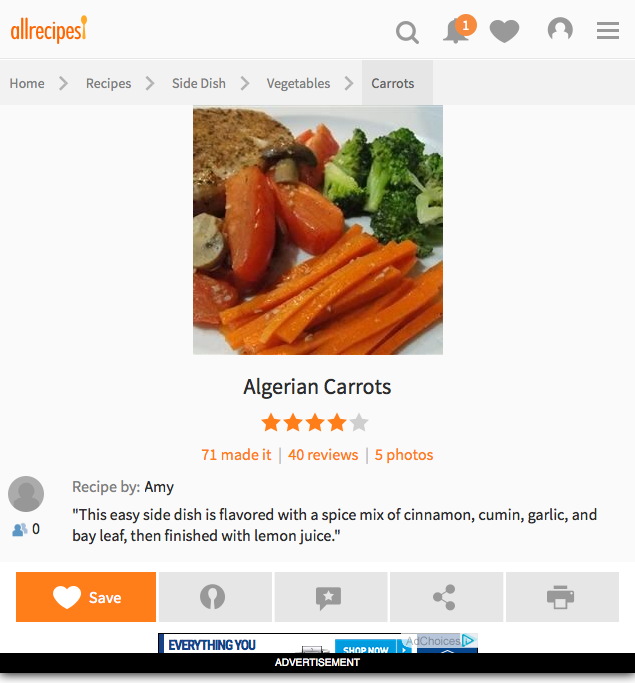 allrecipes
1
Home
Recipes
Side Dish
Vegetables
Carrots
Algerian Carrots
71 made it | 40 reviews | 5 photos
Recipe by: Amy
0
"This easy side dish is flavored with a spice mix of cinnamon, cumin, garlic, and
bay leaf, then finished with lemon juice."
Save
EVERYTHING YOU
SHOP NOW
AdChoices
ADVERTISEMENT